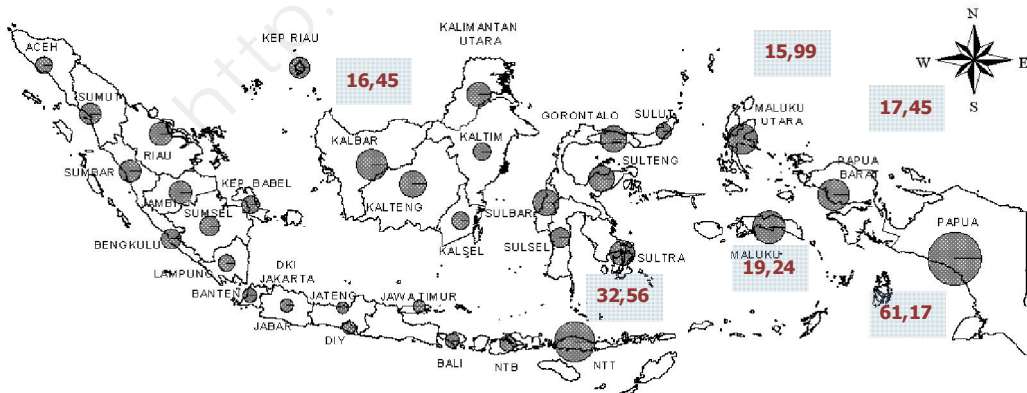 http.
N
W E
S
ACEH
KEP RIAU
KALIMANTAN
UTARA
15,99
16,45
17,45
SUMUT
GORONTALO
SULUT
MALUKU
UTARA
RIAU
KALBAR
KALTIM
SULTENG
PAPUA
BARAT
SUMBAR
JAMBI
KEP. BABEL
KALTENG
SULBAR
PAPUA
SUMSEL
BENGKULU
KALSEL
SULSEL
SULTRA
MALUKU
19,24
LAMPUNG
DKI
JAKARTA
32,56
BANTEN
JATENG
JAWA TIMUR
61,17
JABAR
DIY
BALI
NTB
NTT